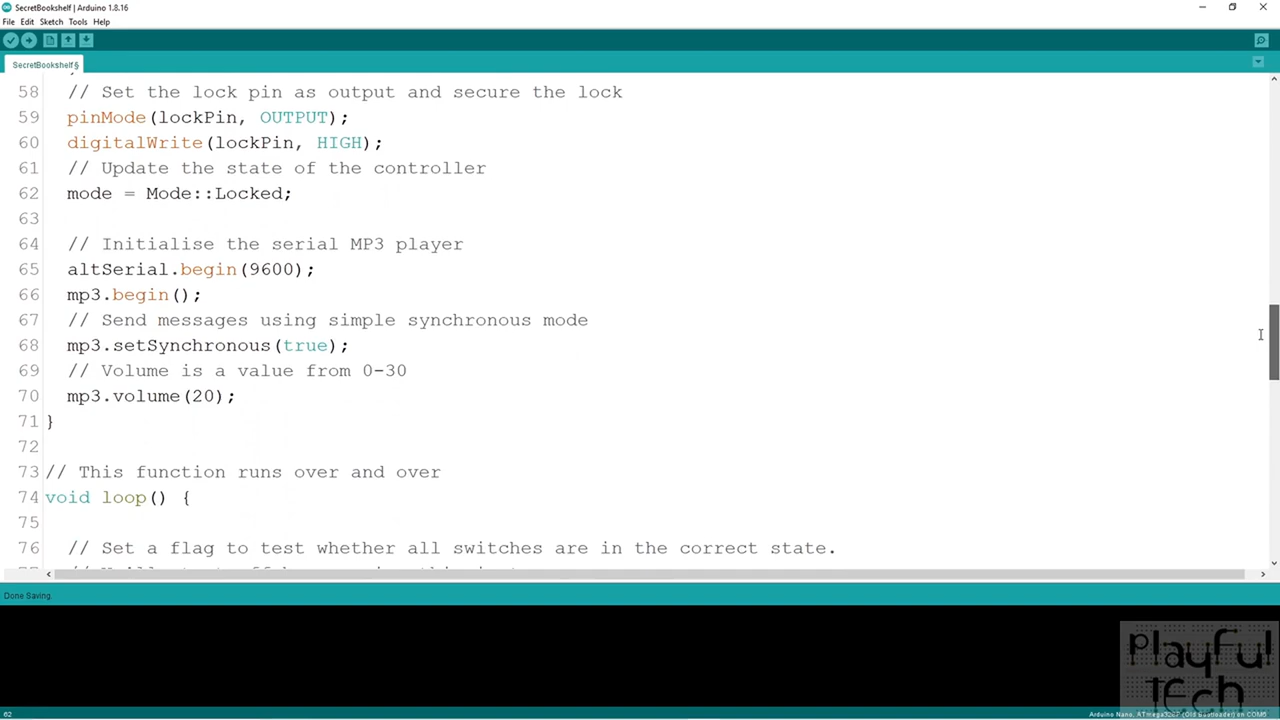 SecretBookshelf | Arduino 1.8.16
File Edit Sketch Tools Help
SecretBookshelf§
58 // Set the lock pin as output and secure the lock
59 pinMode(lockPin, OUTPUT);
60 digitalWrite(lockPin, HIGH);
61 // Update the state of the controller
62 mode = Mode::Locked;
63
64 // Initialise the serial MP3 player
65 altSerial.begin(9600);
66 mp3.begin();
67 // Send messages using simple synchronous mode
68 mp3.setSynchronous(true);
69 // Volume is a value from 0-30
70 mp3.volume(20);
71 }
72
73 // This function runs over and over
74 void loop() {
75
76 // Set a flag to test whether all switches are in the correct state.
Done Saving.
PlayFul
TEch
62
Arduino Nano, on COM6